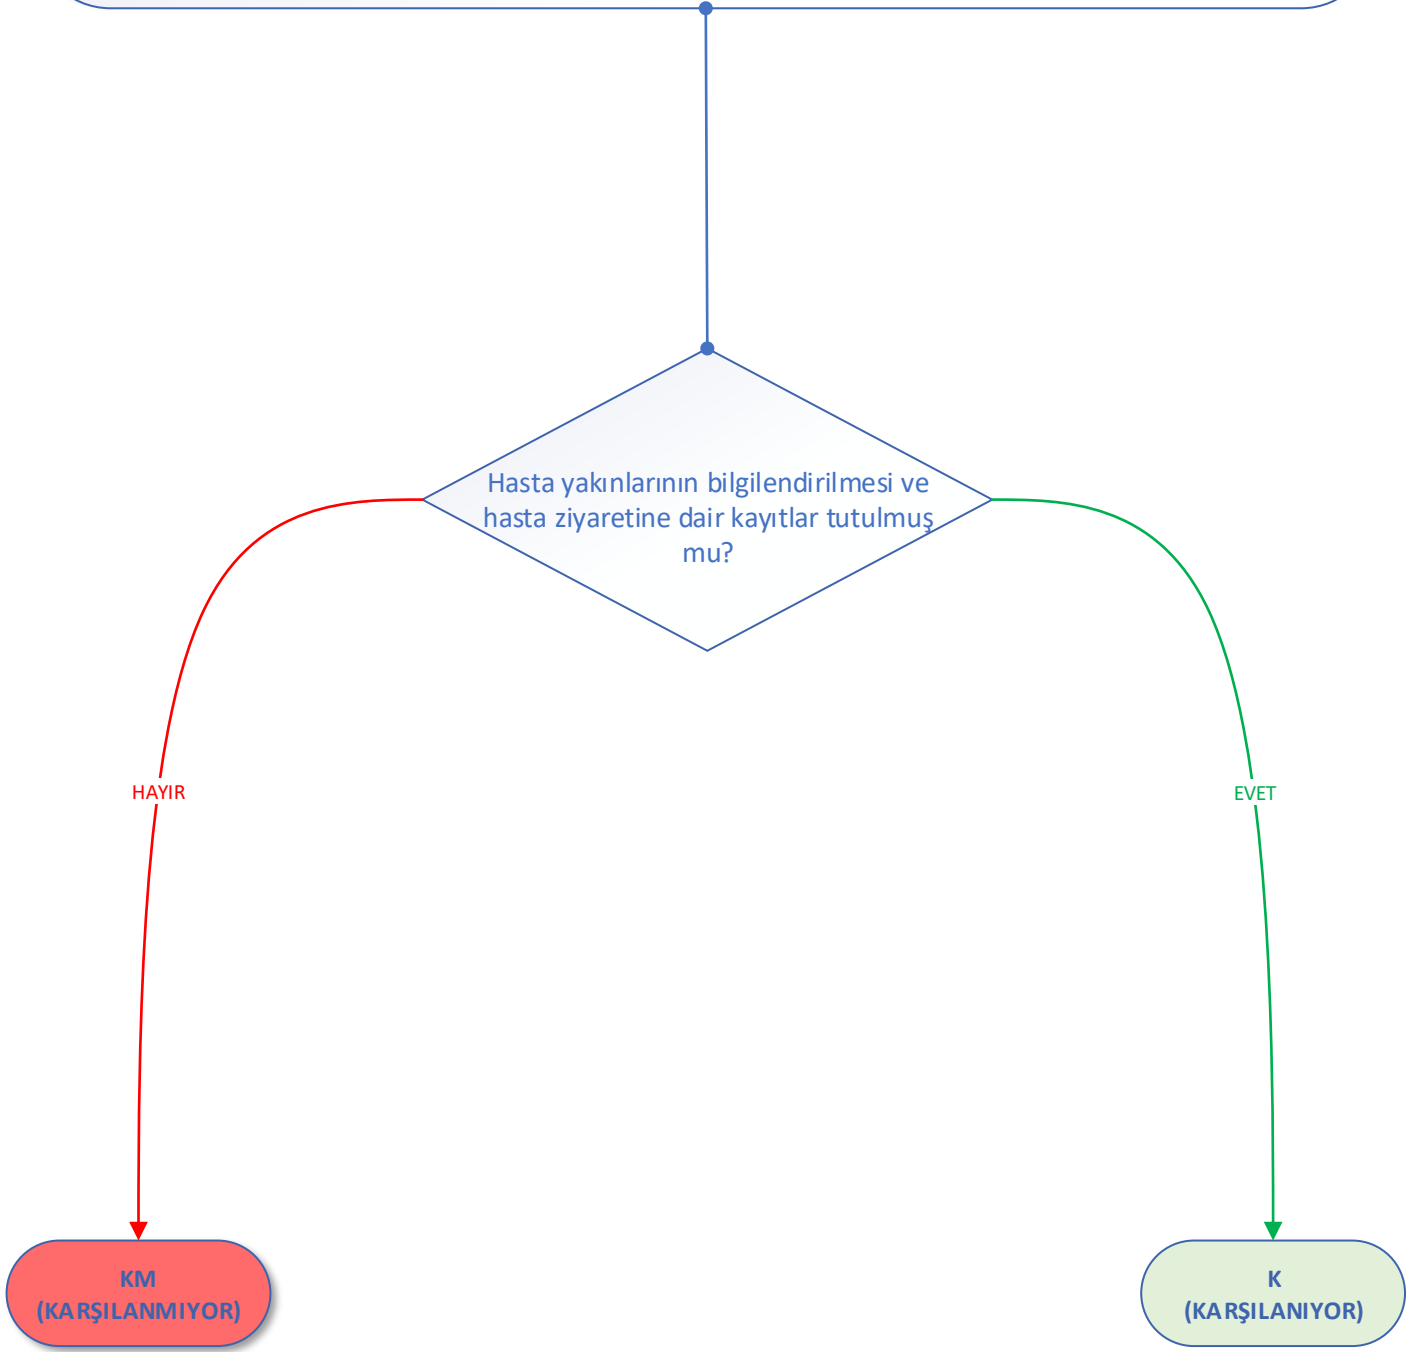 Hasta yakınlarının bilgilendirilmesi ve
hasta ziyaretine dair kayıtlar tutulmuş
mu?
HAYIR
EVET
KM
(KARŞILANMIYOR)
K
(KARŞILANIYOR)